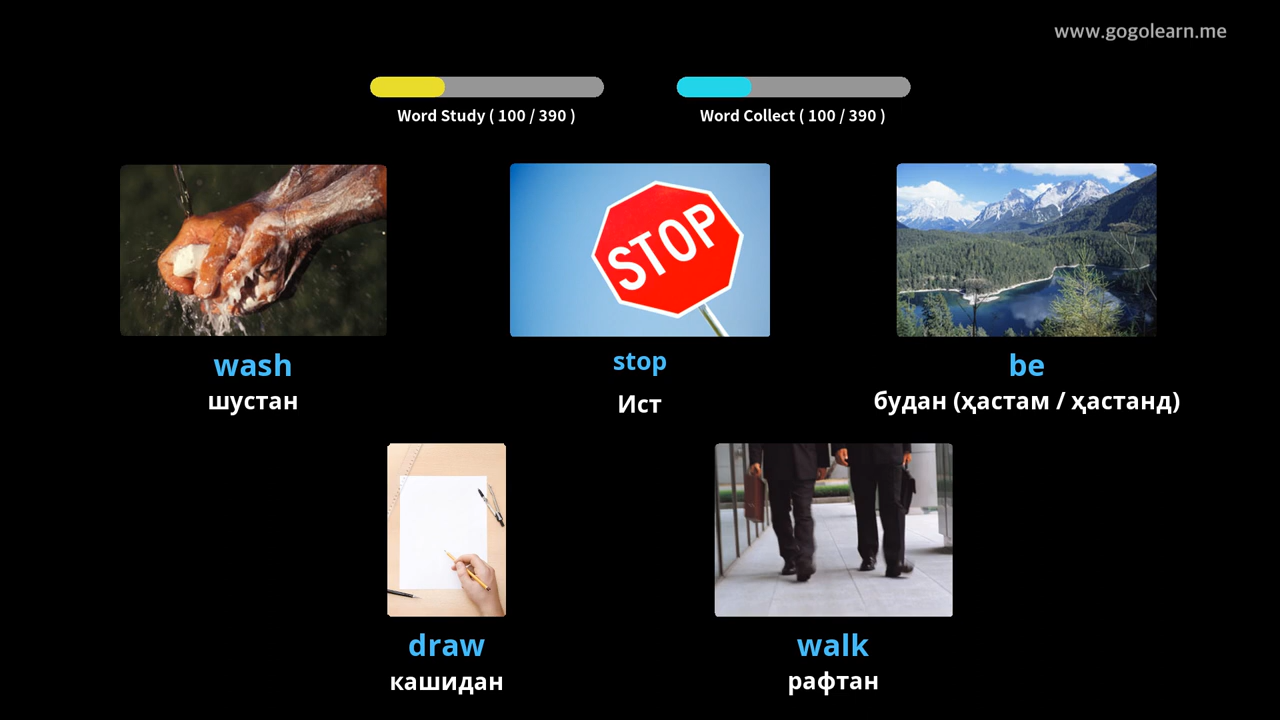 www.gogolearn.me
Word Study ( 100 / 390 )
Word Collect ( 100 / 390 )
STOP
wash
шустан
stop
Ист
be
будан (ҳастам / ҳастанд)
draw
кашидан
walk
рафтан